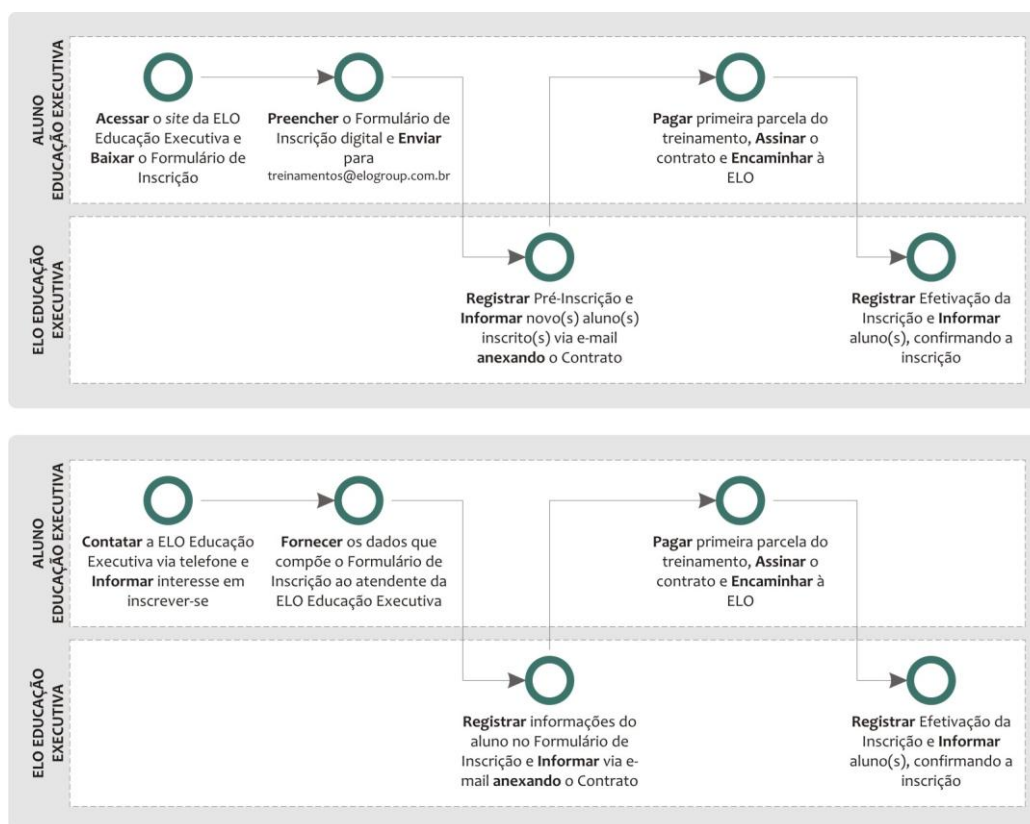 ALUNO
EDUCAÇÃO EXECUTIVA
Acessar o site da ELO
Educação Executiva e
Baixar o Formulário de
Inscrição
Preencher o Formulário de
Inscrição digital e Enviar
para
treinamentos@elogroup.com.br
Pagar primeira parcela do
treinamento, Assinar o
contrato e Encaminhar à
ELO
ELO EDUCAÇÃO
EXECUTIVA
Registrar Pré-Inscrição e
Informar novo(s) aluno(s)
inscrito(s) via e-mail
anexando o Contrato
Registrar Efetivação da
Inscrição e Informar
aluno(s), confirmando a
inscrição
ALUNO
EDUCAÇÃO EXECUTIVA
Contatar a ELO Educação
Executiva via telefone e
Informar interesse em
inscrever-se
Fornecer os dados que
compõe o Formulário de
Inscrição ao atendente da
ELO Educação Executiva
Pagar primeira parcela do
treinamento, Assinar o
contrato e Encaminhar à
ELO
ELO EDUCAÇÃO
EXECUTIVA
Registrar informações do
aluno no Formulário de
Inscrição e Informar via e-
mail anexando o Contrato
Registrar Efetivação da
Inscrição e Informar
aluno(s), confirmando a
inscrição